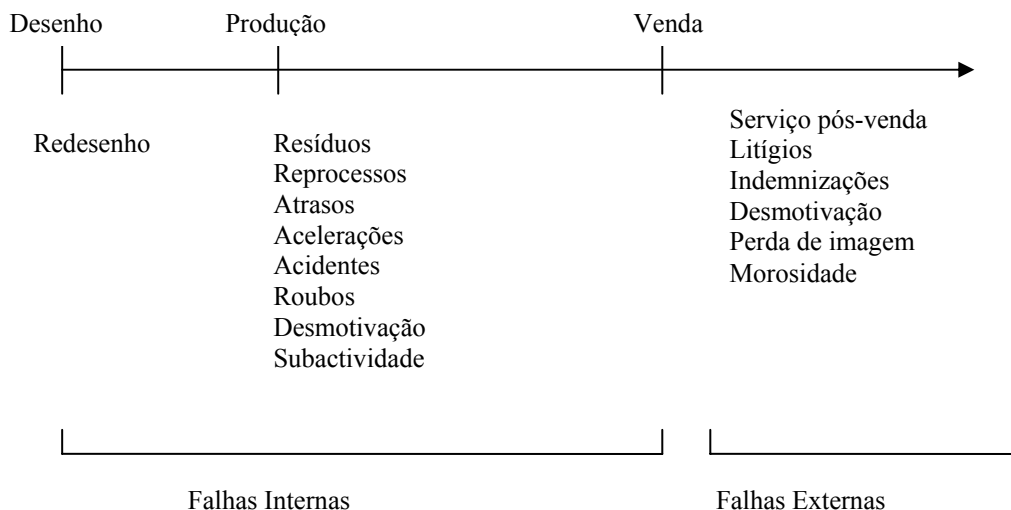 Desenho
Produção
Venda
Redesenho
Resíduos
Reprocessos
Atrasos
Acelerações
Acidentes
Roubos
Desmotivação
Subactividade
Serviço pós-venda
Litígios
Indemnizações
Desmotivação
Perda de imagem
Morosidade
Falhas Internas
Falhas Externas